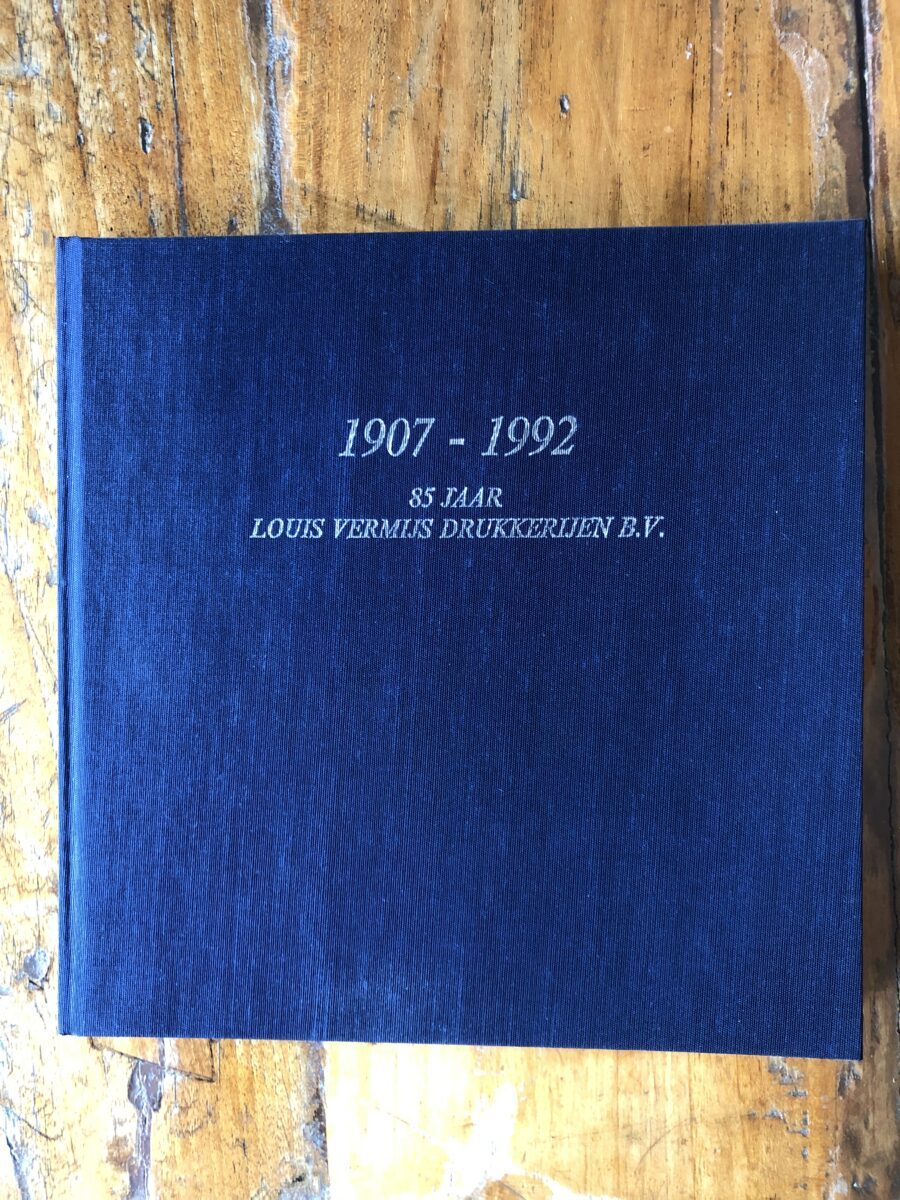 1907 - 1992
85 JAAR
LOUIS VERMIJS DRUKKERIJEN B.V.